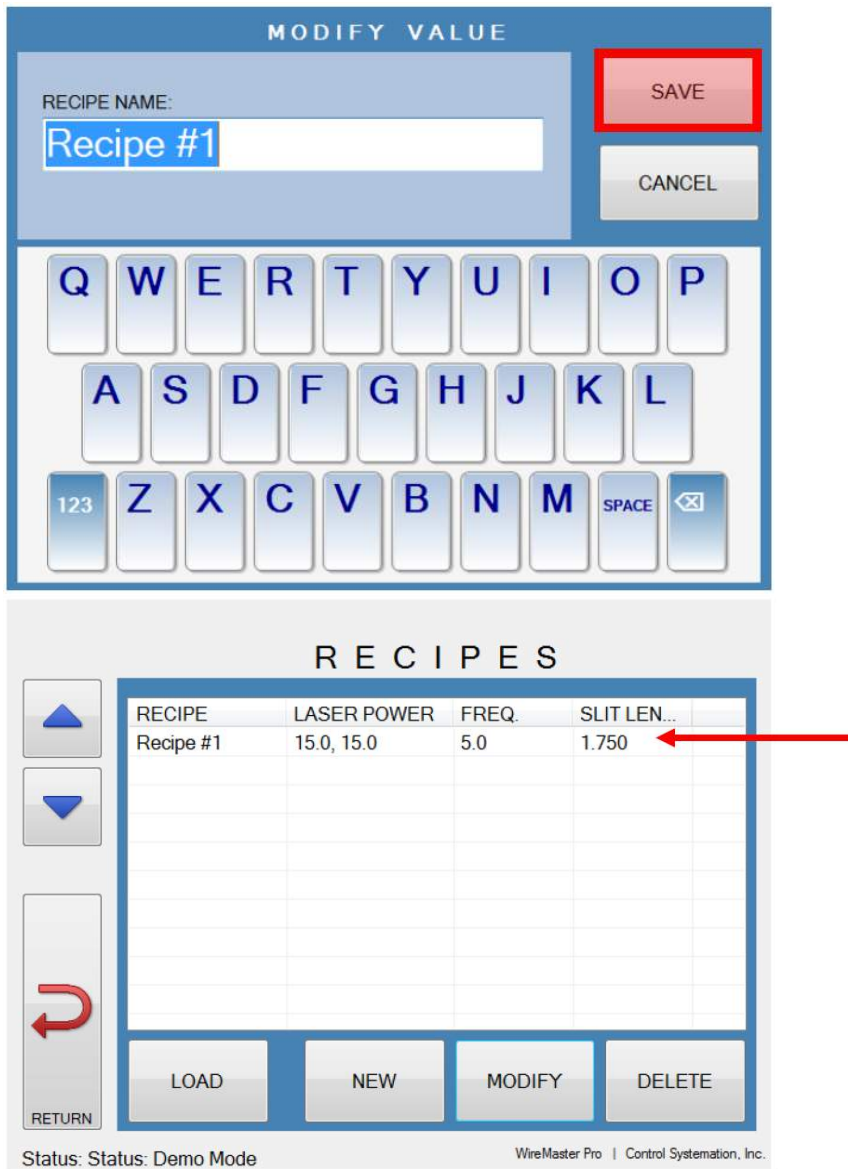 MODIFY VALUE
RECIPE NAME:
Recipe #1
SAVE
CANCEL
Q W E R T Y U I O P
A S D F G H J K L
123 Z X C V B N M SPACE
RECIPES
RECIPE LASER POWER FREQ. SLIT LEN...
Recipe #1 15.0, 15.0 5.0 1.750
LOAD NEW MODIFY DELETE
RETURN
Status: Status: Demo Mode
WireMaster Pro | Control Systemation, Inc.